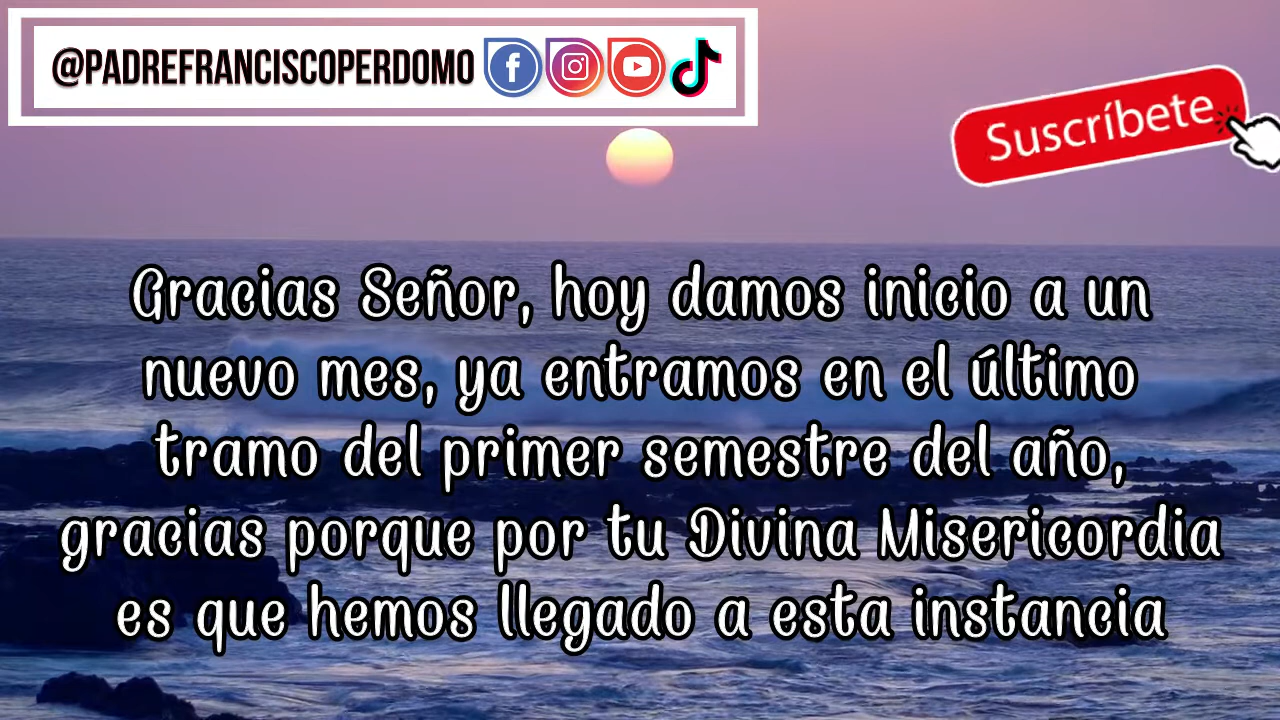 @PADREFRANCISCOPERDOMO
Suscríbete
Gracias Señor, hoy damos inicio a un
nuevo mes, ya entramos en el último
tramo del primer semestre del año,
gracias porque por tu Divina Misericordia
es que hemos llegado a esta instancia